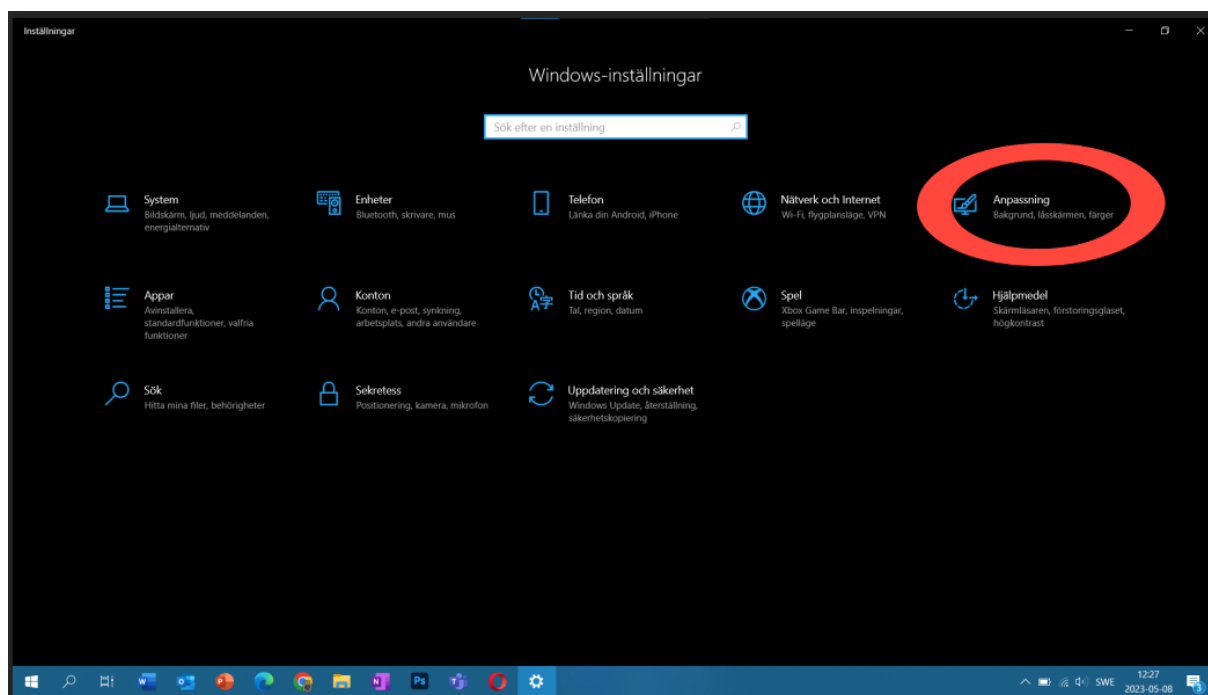 Inställningar
Windows-inställningar
Sök efter en inställning
System
Bildskärm, ljud, meddelanden,
energialternativ
Enheter
Bluetooth, skrivare, mus
Telefon
Länka din Android, iPhone
Nätverk och Internet
Wi-Fi, flygplansläge, VPN
Anpassning
Bakgrund, låsskärmen, färger
Appar
Avinstallera,
standardfunktioner, valfria
funktioner
Konton
Konton, e-post, synkning,
arbetsplats, andra användare
Tid och språk
Tal, region, datum
Spel
Xbox Game Bar, inspelningar,
spelläge
Hjälpmedel
Skärmläsaren, förstoringsglaset,
högkontrast
Sök
Hitta mina filer, behörigheter
Sekretess
Positionering, kamera, mikrofon
Uppdatering och säkerhet
Windows Update, återställning,
säkerhetskopiering
SWE
12:27
2023-05-08